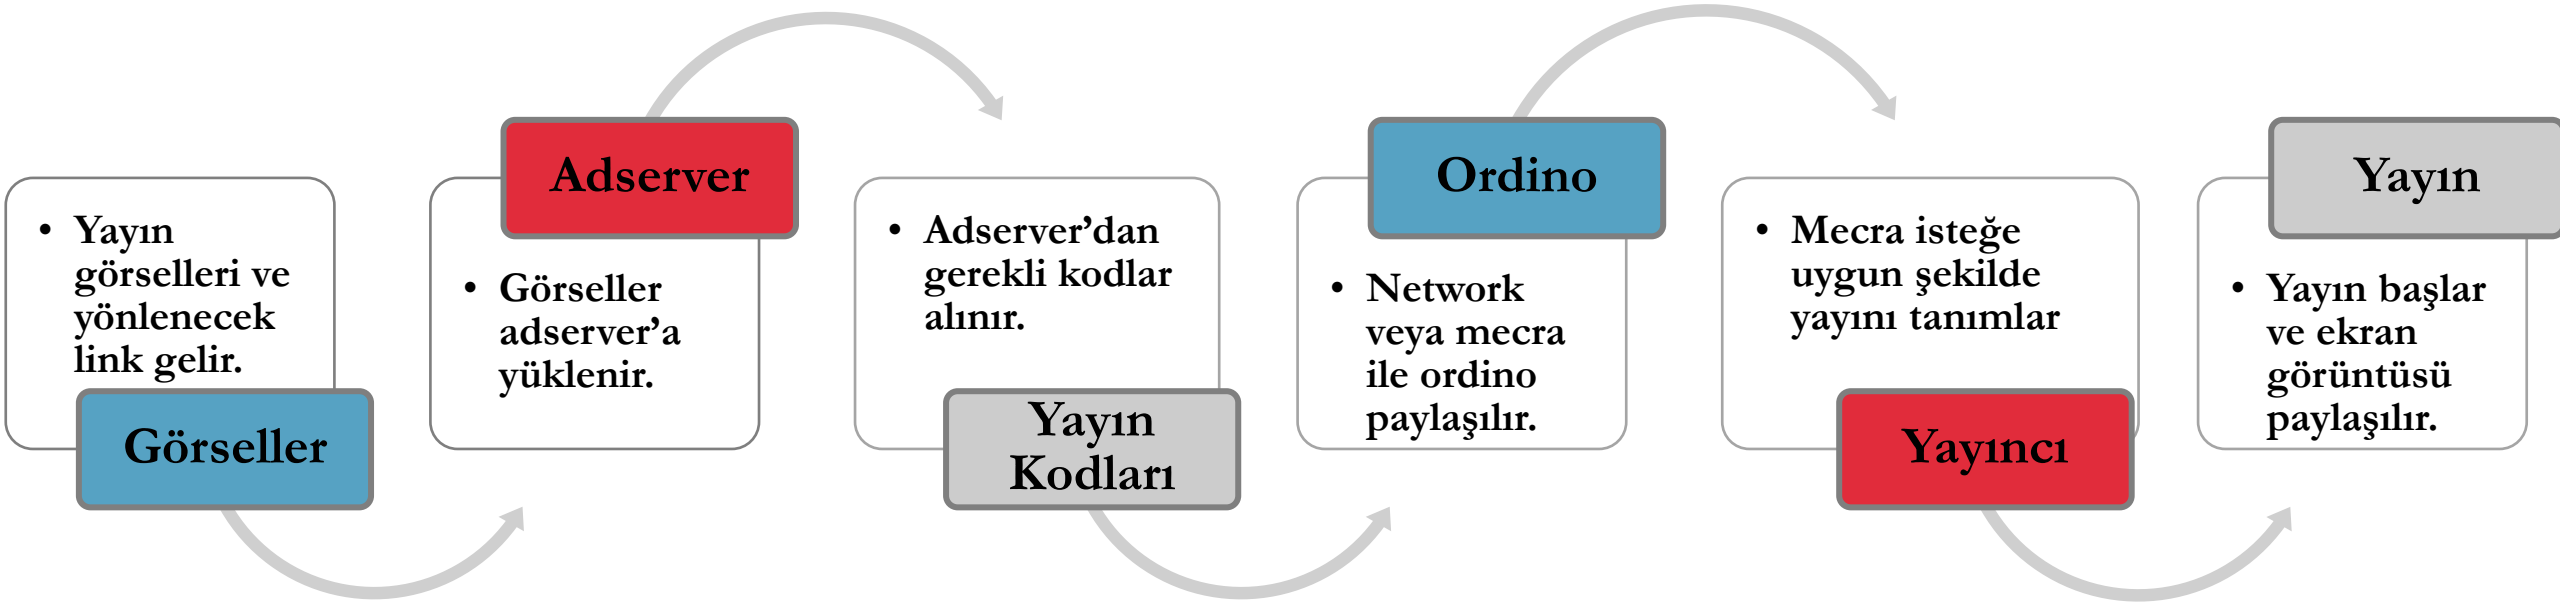 • Yayın
görselleri ve
yönlenecek
link gelir.
Görseller
Adserver
• Görseller
adserver’a
yüklenir.
• Adserver’dan
gerekli kodlar
alınır.
Yayın
Kodları
Ordino
• Network
veya mecra
ile ordino
paylaşılır.
• Mecra isteğe
uygun şekilde
yayını tanımlar
Yayıncı
Yayın
• Yayın başlar
ve ekran
görüntüsü
paylaşılır.